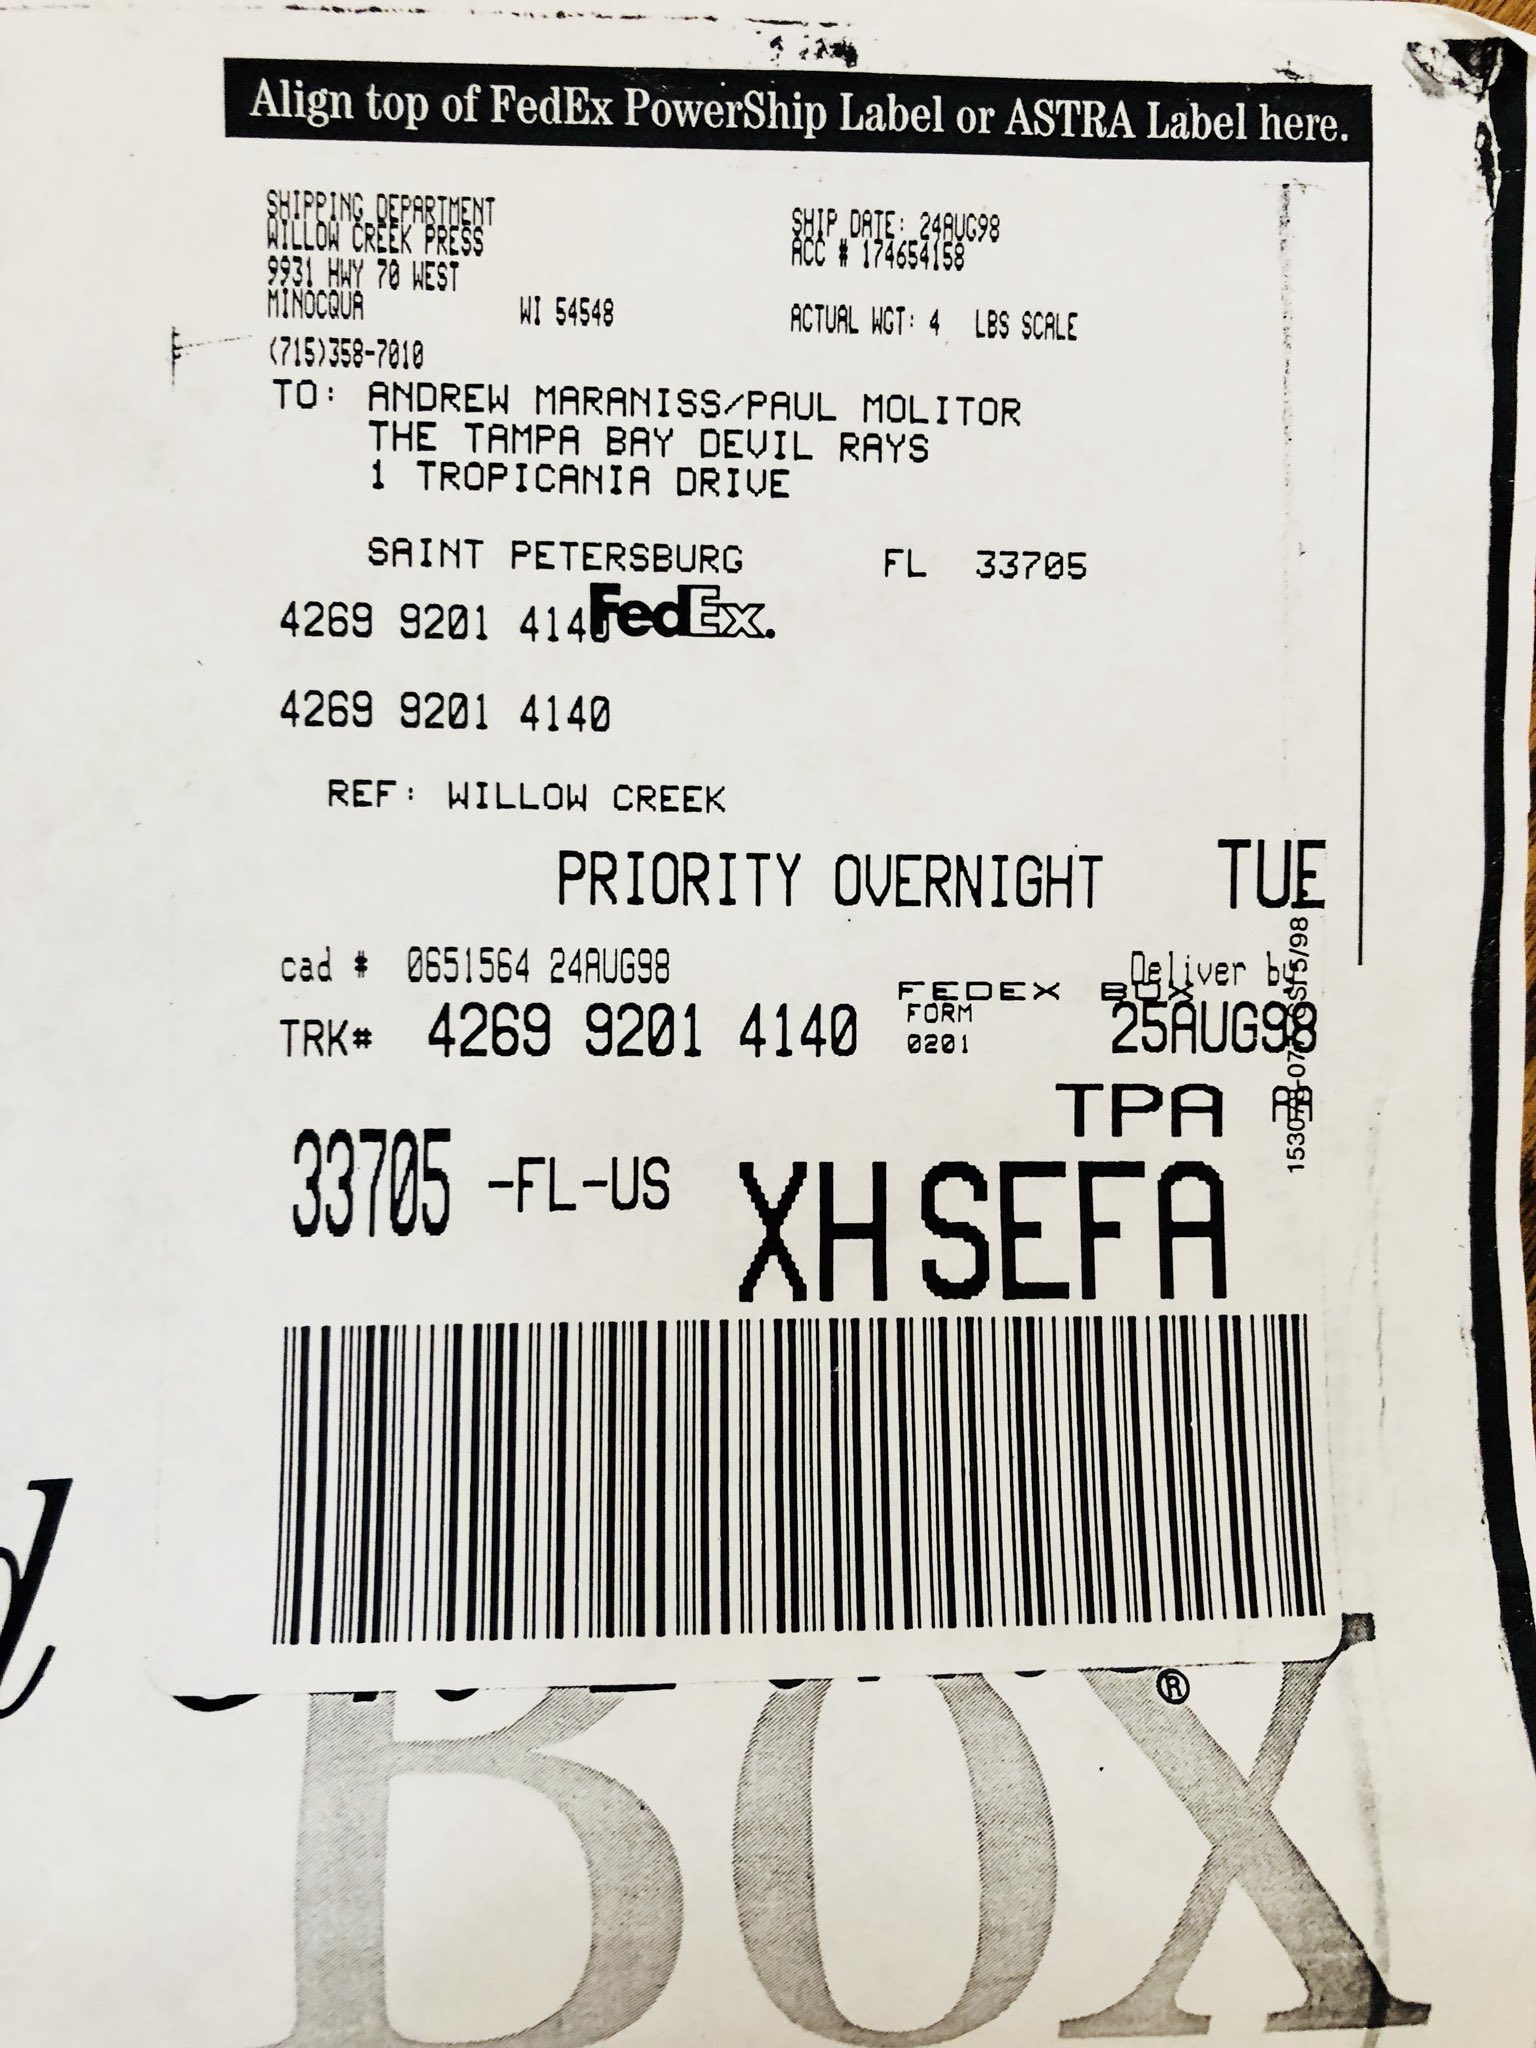 Align top of FedEx PowerShip Label or ASTRA Label here.
SHIPPING DEPARTMENT
WILLOW CREEK PRESS
9931 HWY 70 WEST
MINOCQUA WI 54548
(715)358-7010
SHIP DATE: 24AUG98
ACC # 174654158
ACTUAL WGT: 4 LBS SCALE
TO: ANDREW MARANISS/PAUL MOLITOR
THE TAMPA BAY DEVIL RAYS
1 TROPICANIA DRIVE
SAINT PETERSBURG FL 33705
4269 9201 4140 FedEx.
4269 9201 4140
REF: WILLOW CREEK
PRIORITY OVERNIGHT TUE
cad # 0651564 24AUG98
Deliver by
FEDEX BOX
TRK# 4269 9201 4140
FORM
0201
25AUG98
TPA
33705 -FL-US
XH SEFA
d
BOX
®